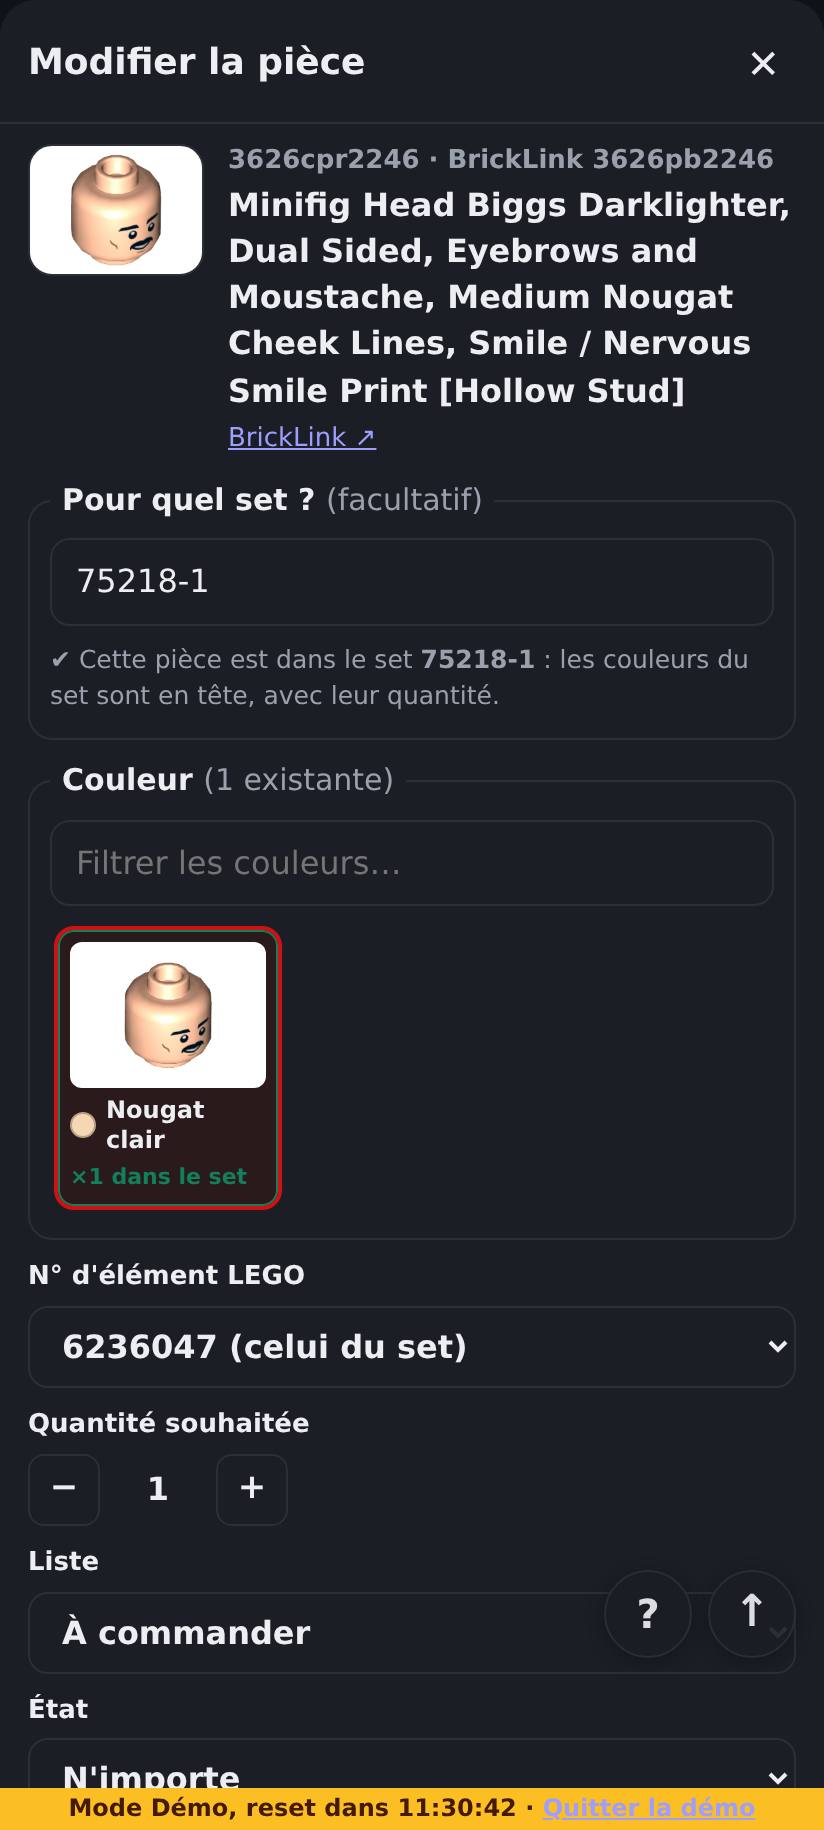 Modifier la pièce
✕
3626cpr2246 · BrickLink 3626pb2246
Minifig Head Biggs Darklighter,
Dual Sided, Eyebrows and
Moustache, Medium Nougat
Cheek Lines, Smile / Nervous
Smile Print [Hollow Stud]
BrickLink ↗
Pour quel set ? (facultatif)
75218-1
✔ Cette pièce est dans le set 75218-1 : les couleurs du
set sont en tête, avec leur quantité.
Couleur (1 existante)
Filtrer les couleurs…
Nougat
clair
×1 dans le set
N° d'élément LEGO
6236047 (celui du set)
Quantité souhaitée
− 1 +
Liste
À commander
? ↑
État
N'importe
Mode Démo, reset dans 11:30:42 · Quitter la démo